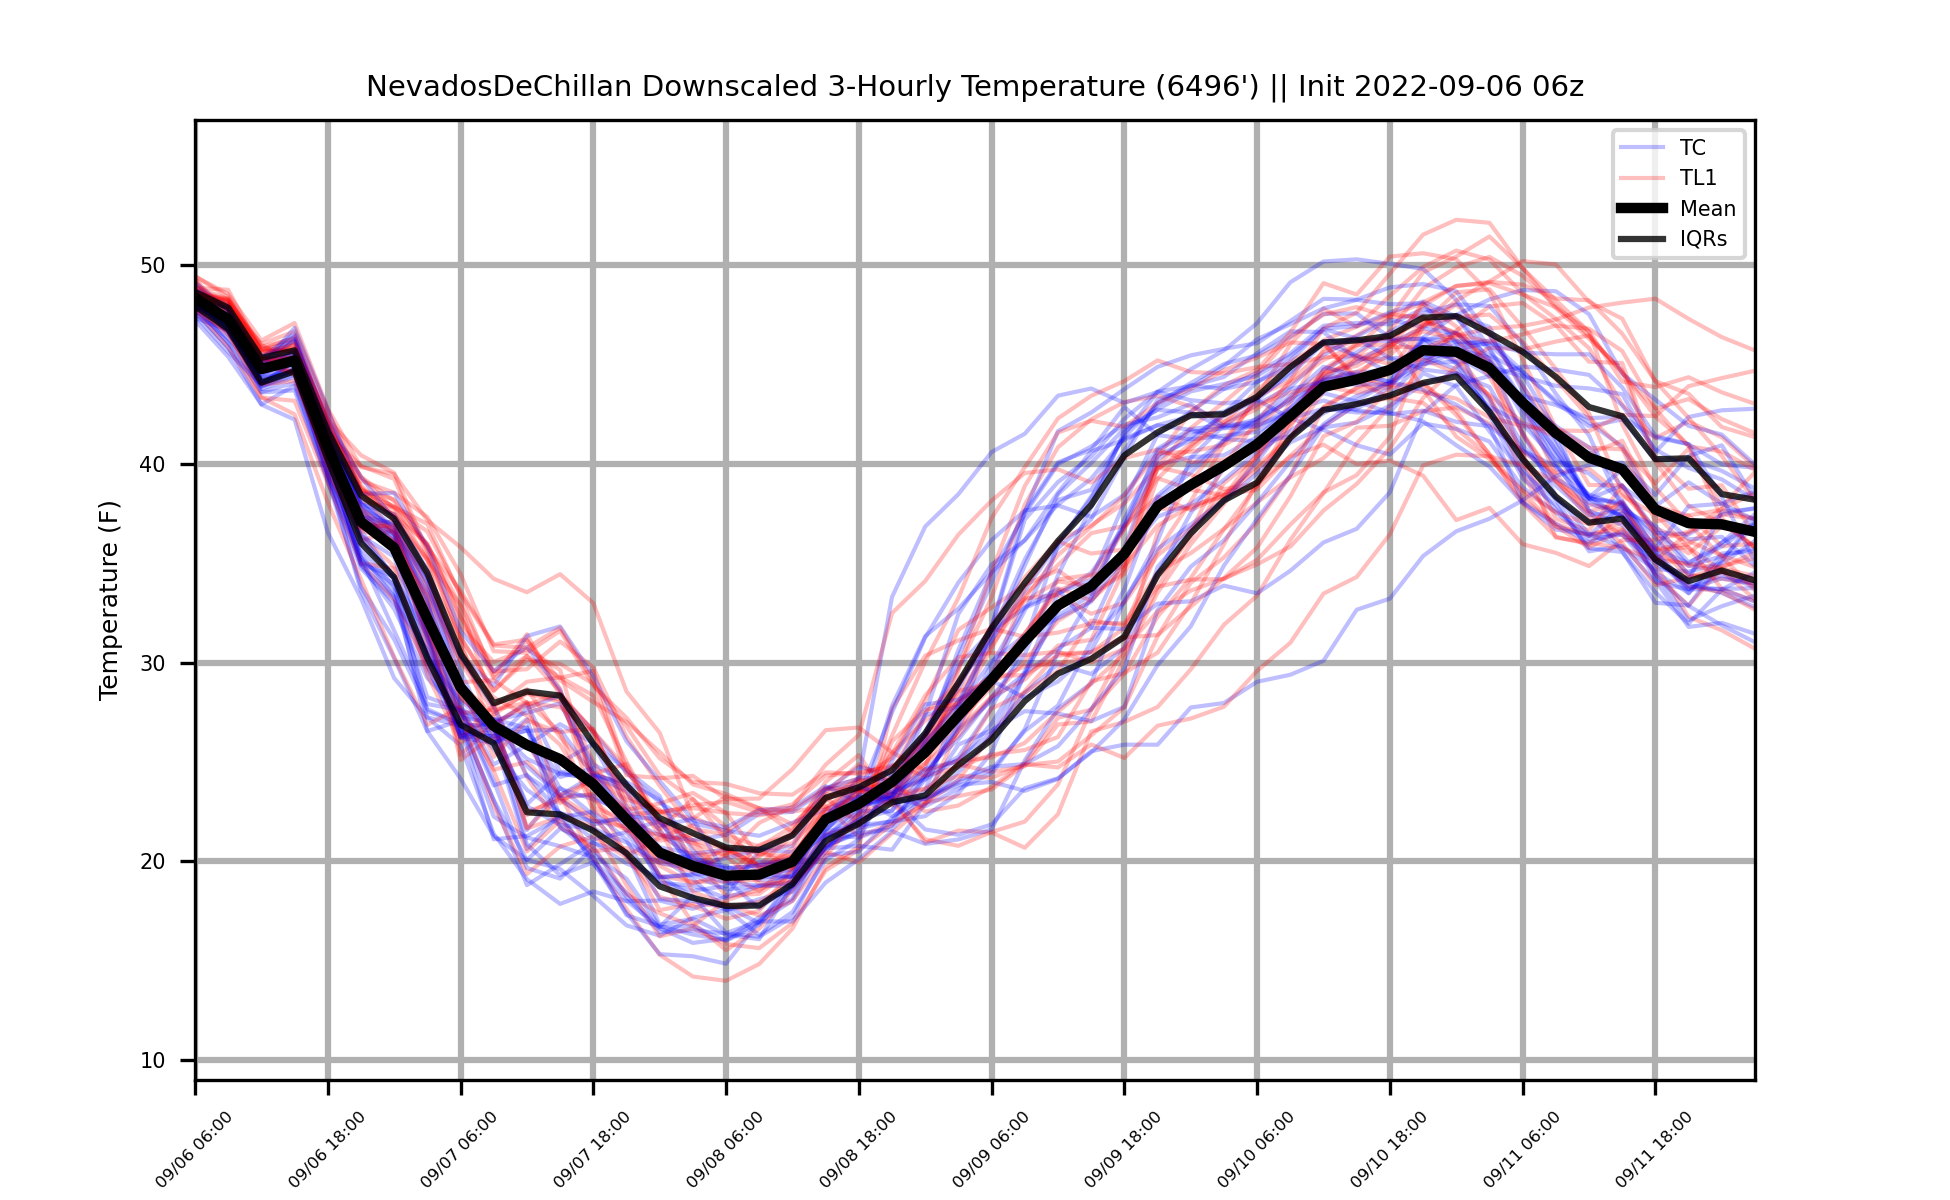 NevadosDeChillan Downscaled 3-Hourly Temperature (6496') || Init 2022-09-06 06z
TC
TL1
Mean
IQRs
Temperature (F)
50
40
30
20
10
09/06 06:00
09/06 18:00
09/07 06:00
09/07 18:00
09/08 06:00
09/08 18:00
09/09 06:00
09/09 18:00
09/10 06:00
09/10 18:00
09/11 06:00
09/11 18:00